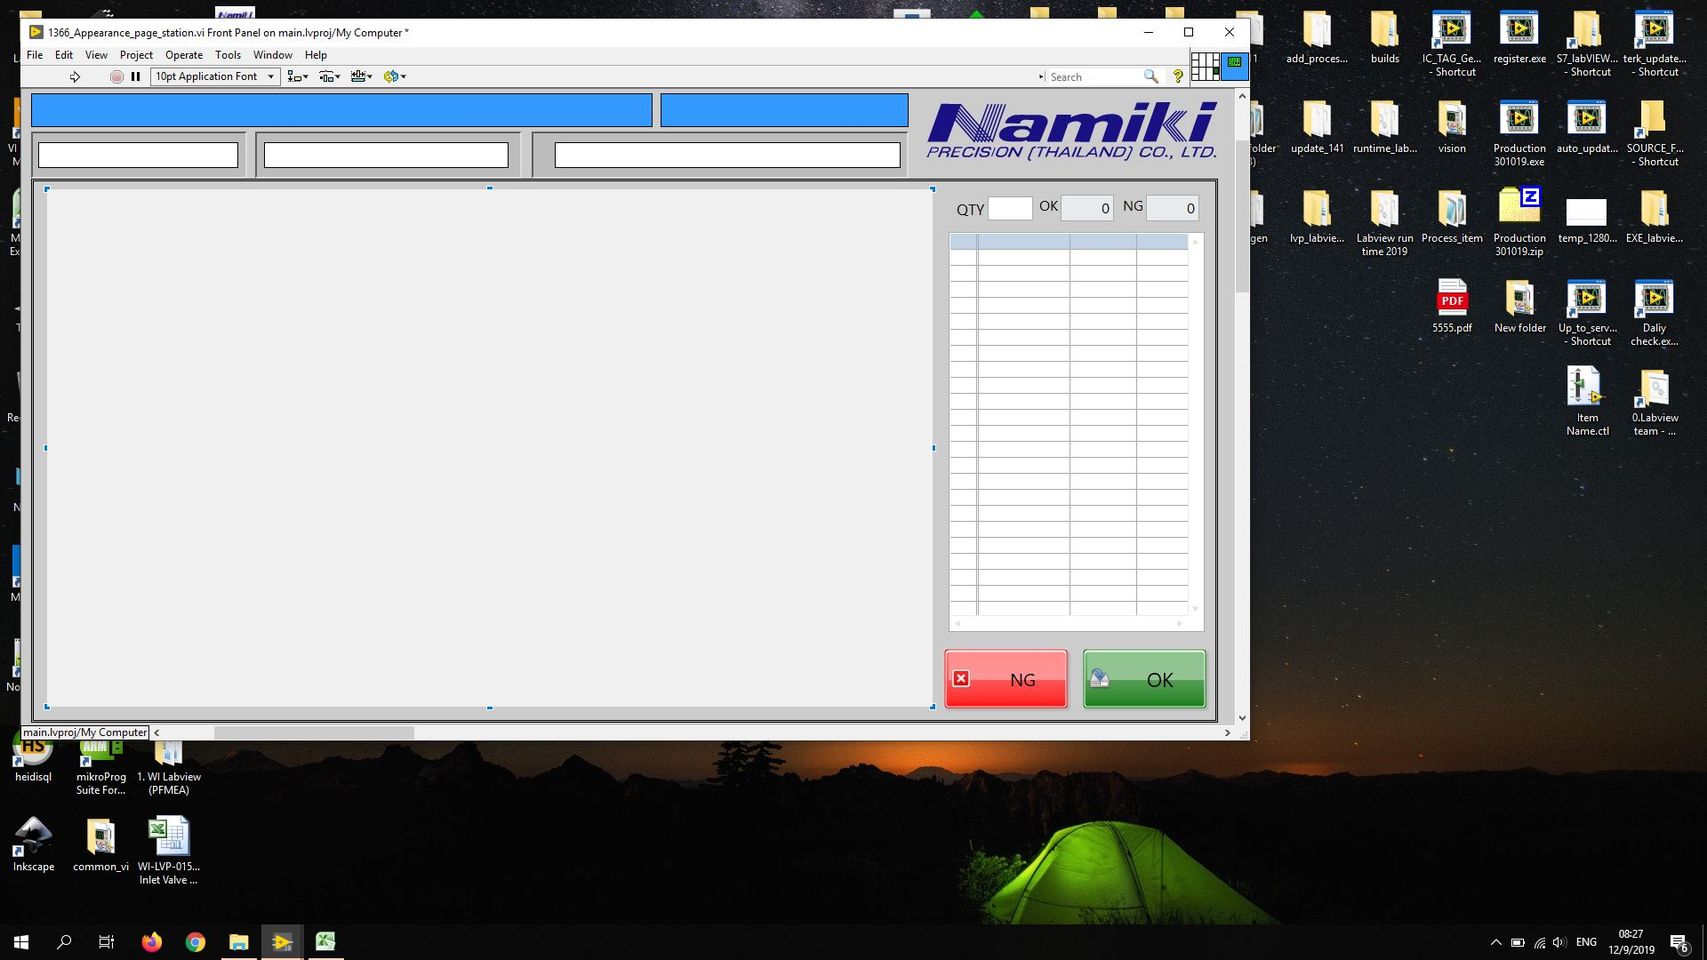 Namiki
1366_Appearance_page_station.vi Front Panel on main.lvproj/My Computer *
File Edit View Project Operate Tools Window Help
10pt Application Font
Search
Namiki
PRECISION (THAILAND) CO., LTD.
QTY
OK
0
NG
0
NG
OK
main.lvproj/My Computer
add_proces...
builds
IC_TAG_Ge...
- Shortcut
register.exe
S7_labVIEW...
- Shortcut
terk_update...
- Shortcut
update_141
runtime_lab...
vision
Production
301019.exe
auto_updat...
SOURCE_F...
- Shortcut
lvp_labvie...
Labview run
time 2019
Process_item
Z
Production
301019.zip
temp_1280...
EXE_labvie...
PDF
5555.pdf
New folder
Up_to_serv...
- Shortcut
Daliy
check.ex...
Item
Name.ctl
0.Labview
team - ...
HS
heidisql
ARM
mikroProg
Suite For...
1. WI Labview
(PFMEA)
Inkscape
common_vi
WI-LVP-015...
Inlet Valve ...
ENG
08:27
12/9/2019
6